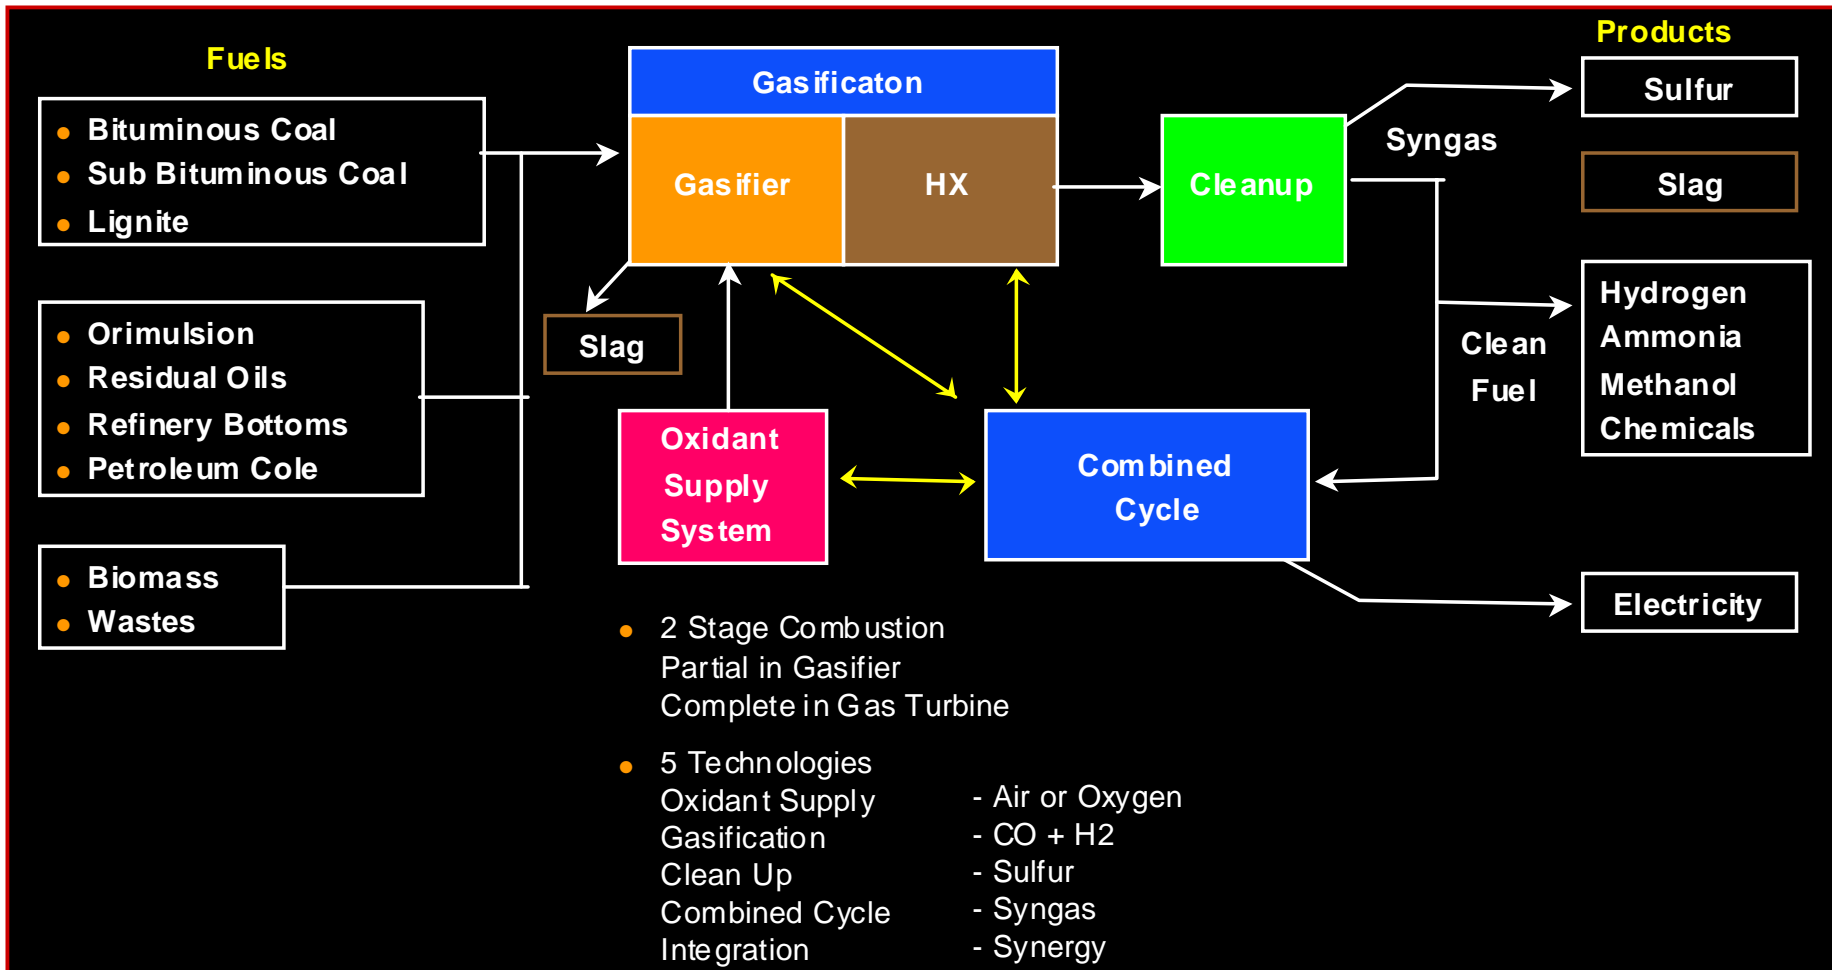 Fuels
Bituminous Coal
Sub Bituminous Coal
Lignite
Orimulsion
Residual Oils
Refinery Bottoms
Petroleum Cole
Biomass
Wastes
Gasificaton
Gasifier
HX
Slag
Oxidant
Supply
System
Combined
Cycle
Cleanup
Syngas
Clean
Fuel
Products
Sulfur
Slag
Hydrogen
Ammonia
Methanol
Chemicals
Electricity
2 Stage Combustion
Partial in Gasifier
Complete in Gas Turbine
5 Technologies
Oxidant Supply - Air or Oxygen
Gasification - CO + H2
Clean Up - Sulfur
Combined Cycle - Syngas
Integration - Synergy